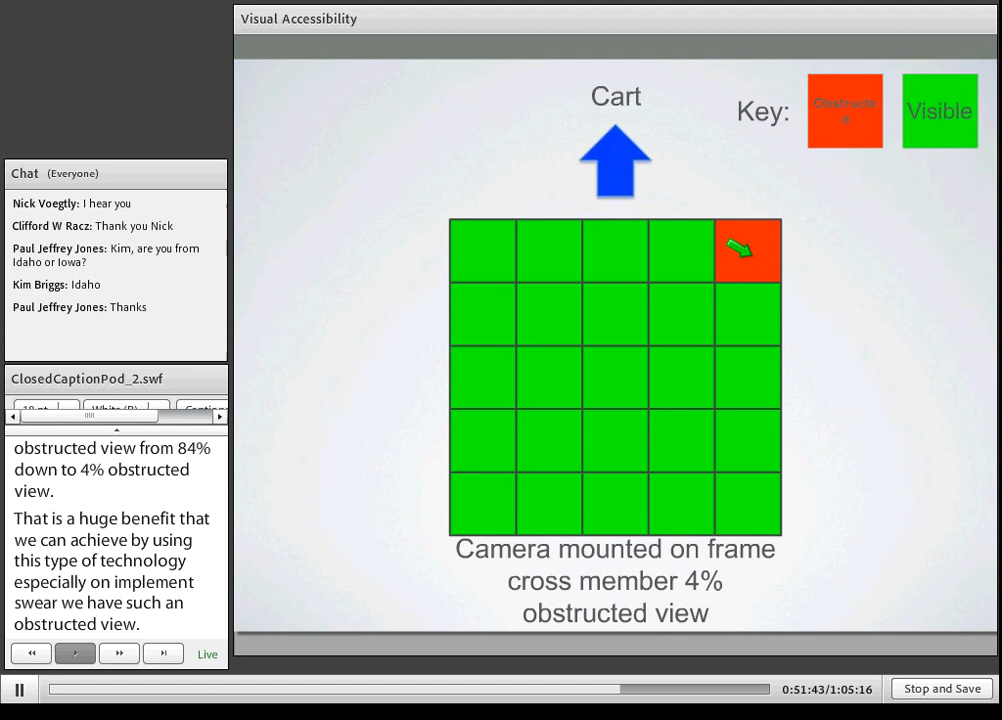 Visual Accessibility
Cart
Key:
Obstructe
d
Visible
Camera mounted on frame
cross member 4%
obstructed view
Chat (Everyone)
Nick Voegtly: I hear you
Clifford W Racz: Thank you Nick
Paul Jeffrey Jones: Kim, are you from
Idaho or Iowa?
Kim Briggs: Idaho
Paul Jeffrey Jones: Thanks
ClosedCaptionPod_2.swf
obstructed view from 84%
down to 4% obstructed
view.
That is a huge benefit that
we can achieve by using
this type of technology
especially on implement
swear we have such an
obstructed view.
Live
0:51:43/1:05:16
Stop and Save